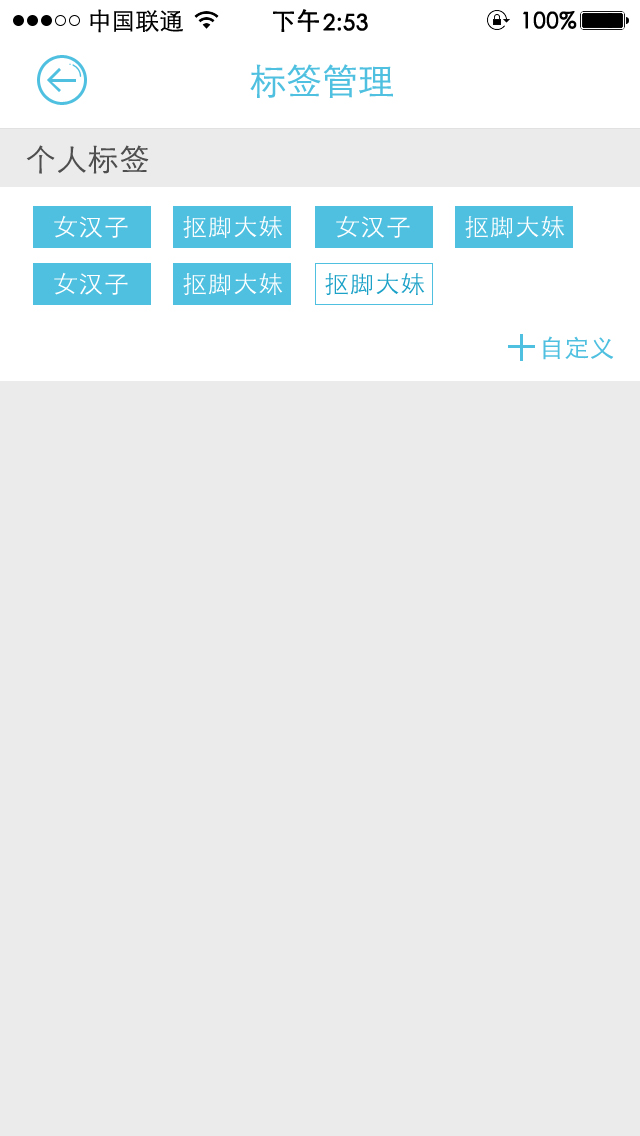 中国联通 下午2:53 100%
标签管理
个人标签
女汉子 抠脚大妹 女汉子 抠脚大妹
女汉子 抠脚大妹 抠脚大妹
自定义